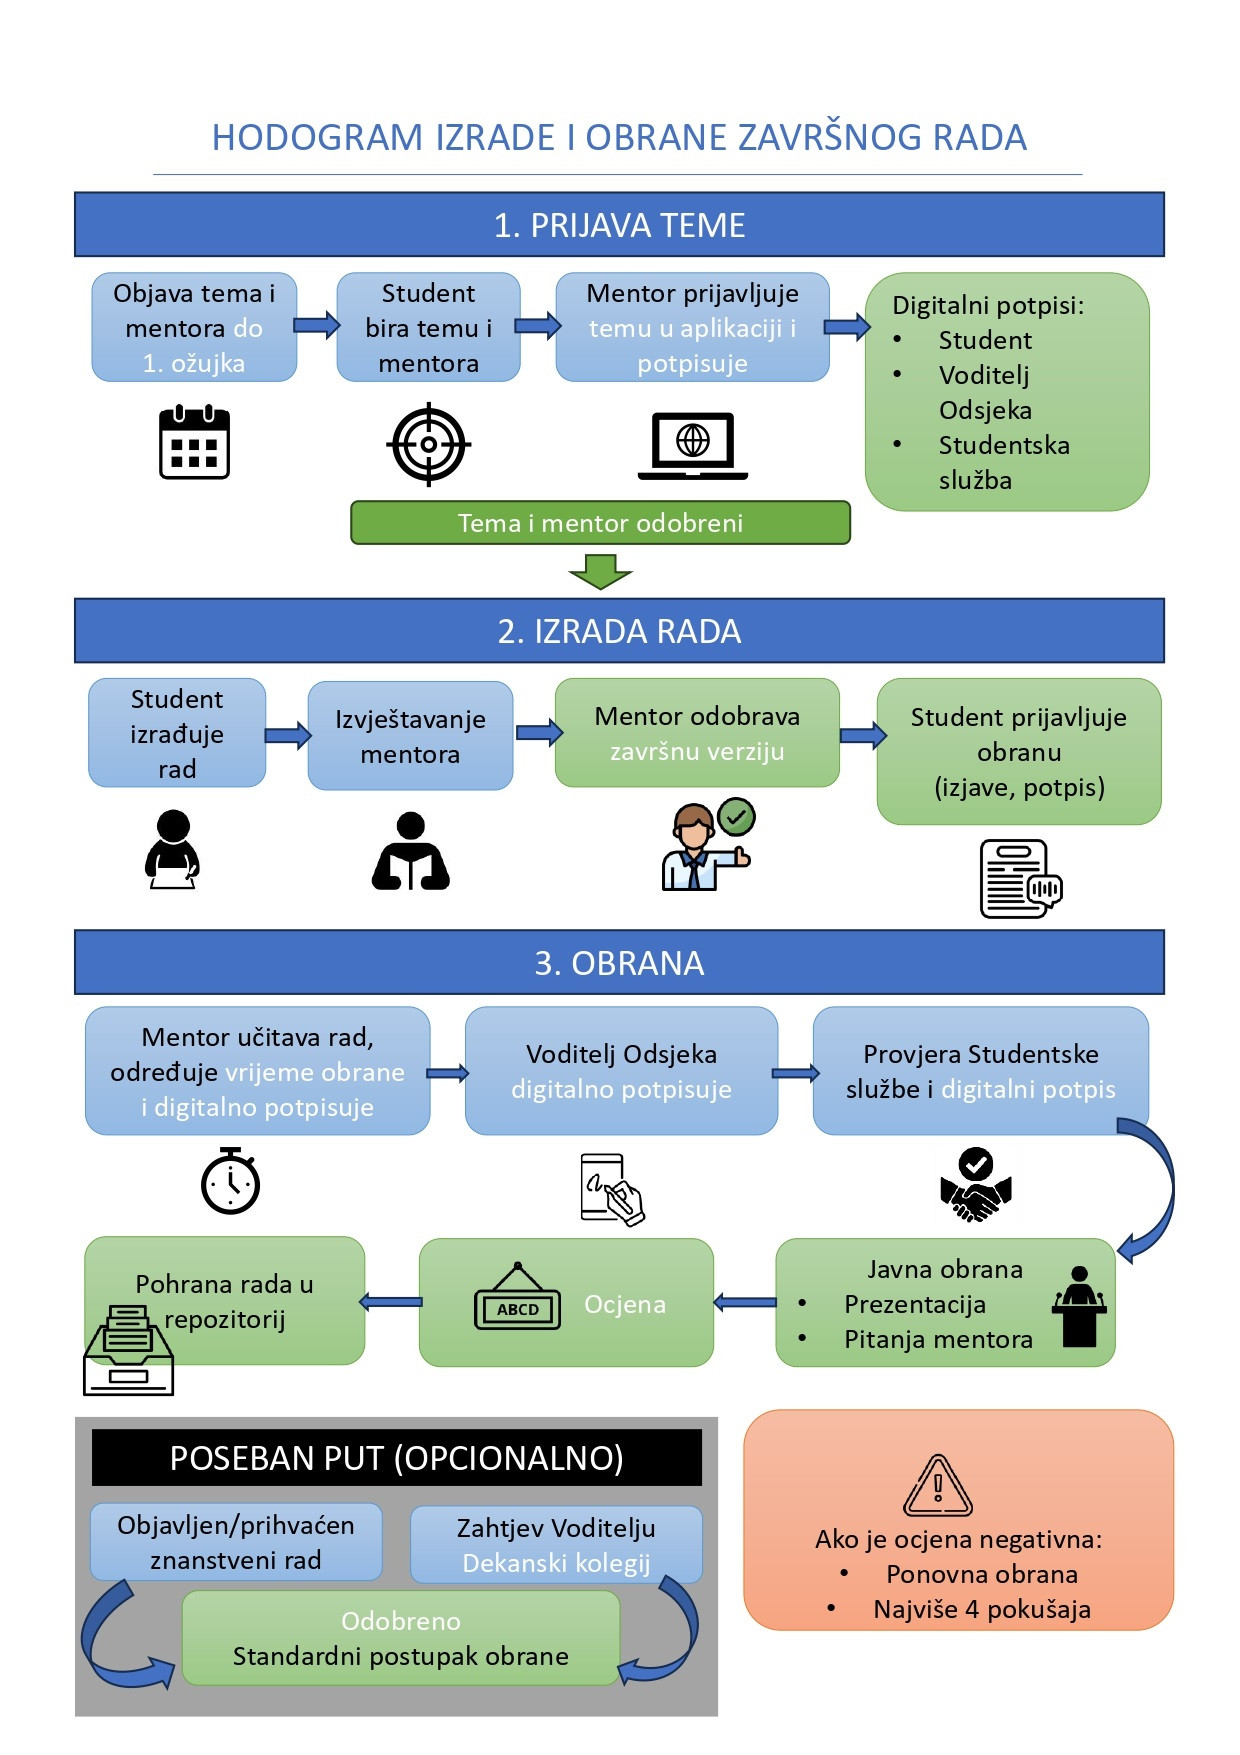 HODOGRAM IZRADE I OBRANE ZAVRŠNOG RADA
1. PRIJAVA TEME
Objava tema i
mentora do
1. ožujka
Student
bira temu i
mentora
Mentor prijavljuje
temu u aplikaciji i
potpisuje
Digitalni potpisi:
• Student
• Voditelj
Odsjeka
• Studentska
služba
Tema i mentor odobreni
2. IZRADA RADA
Student
izrađuje
rad
Izvještavanje
mentora
Mentor odobrava
završnu verziju
Student prijavljuje
obranu
(izjave, potpis)
3. OBRANA
Mentor učitava rad,
određuje vrijeme obrane
i digitalno potpisuje
Voditelj Odsjeka
digitalno potpisuje
Provjera Studentske
službe i digitalni potpis
Javna obrana
• Prezentacija
• Pitanja mentora
ABCD
Ocjena
Pohrana rada u
repozitorij
POSEBAN PUT (OPCIONALNO)
Objavljen/prihvaćen
znanstveni rad
Zahtjev Voditelju
Dekanski kolegij
Odobreno
Standardni postupak obrane
Ako je ocjena negativna:
• Ponovna obrana
• Najviše 4 pokušaja